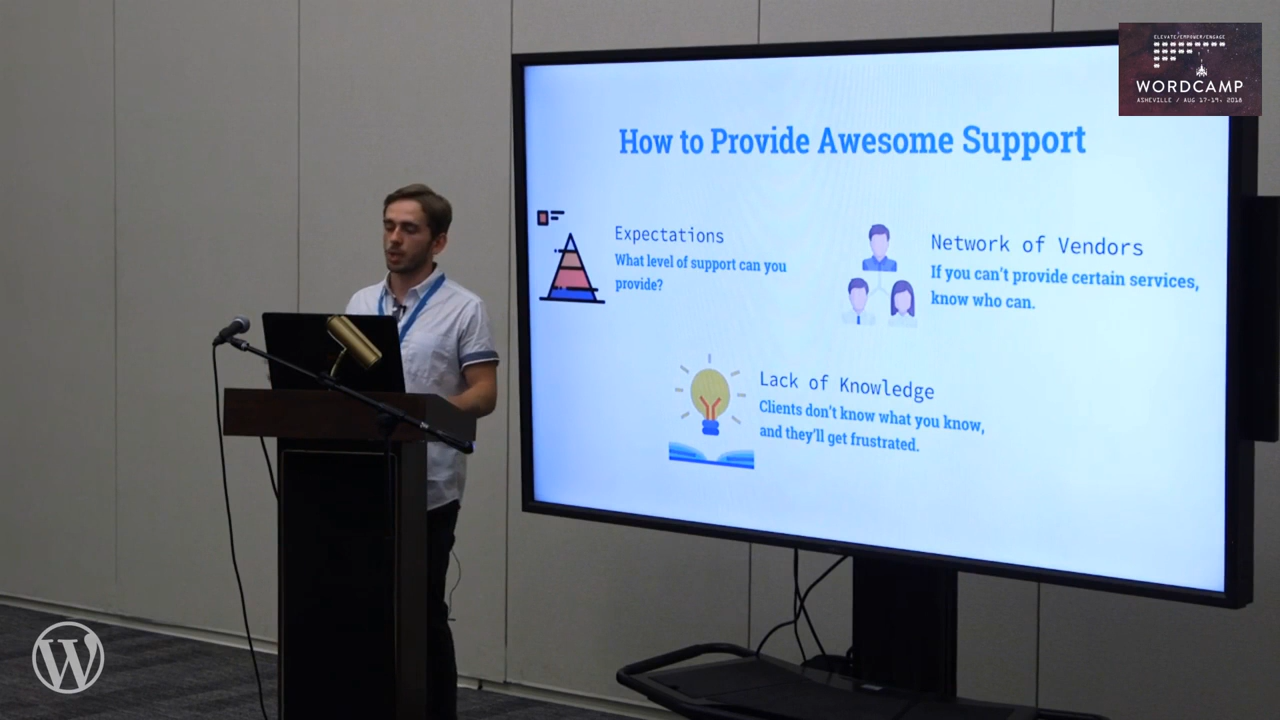 ELEVATE/EMPOWER/ENGAGE
WORDCAMP
ASHEVILLE / AUG 17-19, 2018
How to Provide Awesome Support
Expectations
What level of support can you
provide?
Network of Vendors
If you can't provide certain services,
know who can.
Lack of Knowledge
Clients don't know what you know,
and they'll get frustrated.
W